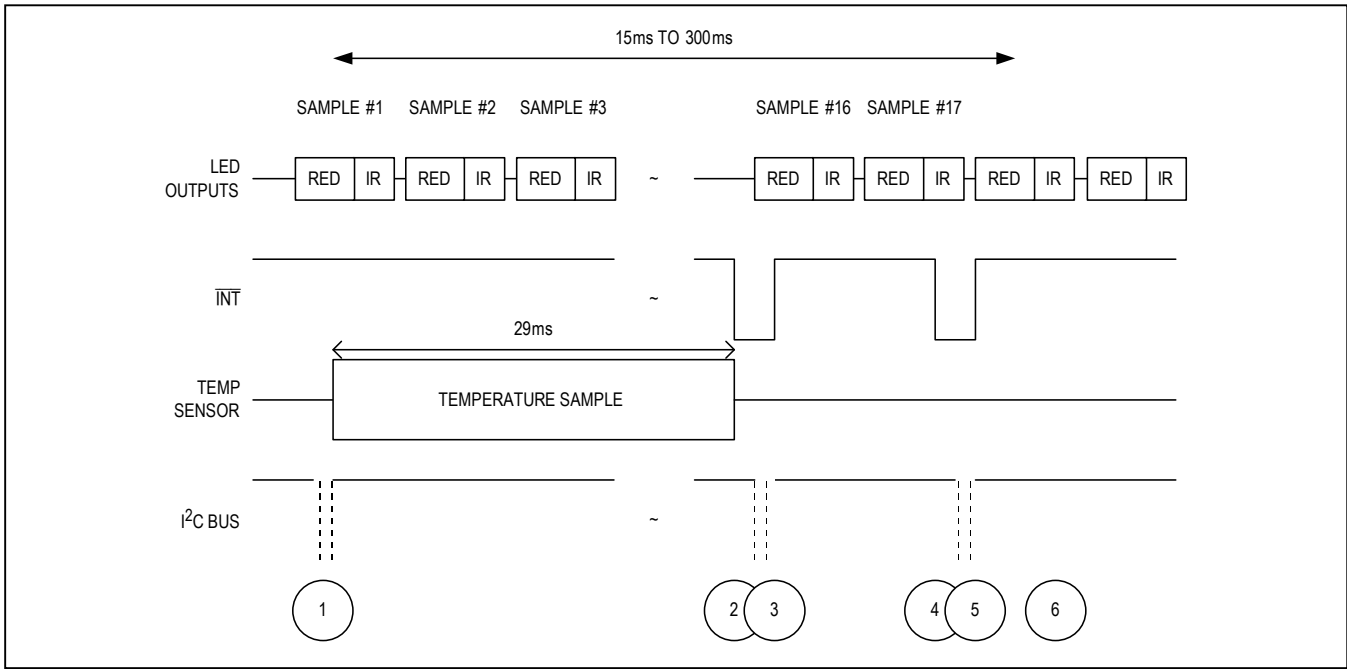 15ms TO 300ms
SAMPLE #1 SAMPLE #2 SAMPLE #3 SAMPLE #16 SAMPLE #17
LED
OUTPUTS
RED IR RED IR RED IR ~ RED IR RED IR RED IR RED IR
INT ~
29ms
TEMP
SENSOR
TEMPERATURE SAMPLE
I²C BUS ~
1 2 3 4 5 6